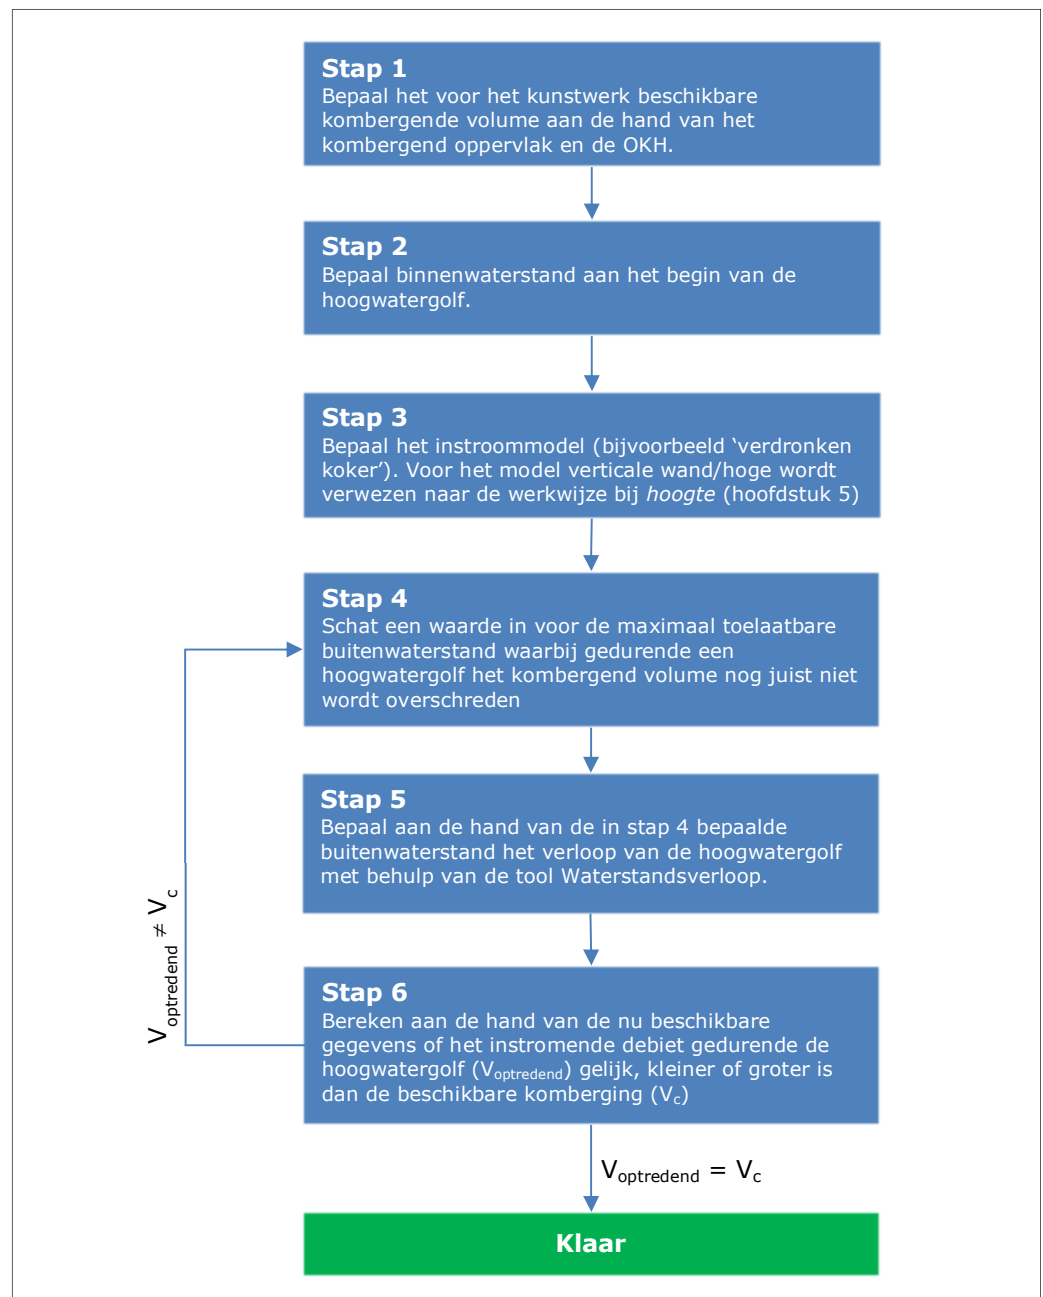 Stap 1
Bepaal het voor het kunstwerk beschikbare
kombergende volume aan de hand van het
kombergend oppervlak en de OKH.
Stap 2
Bepaal binnenwaterstand aan het begin van de
hoogwatergolf.
Stap 3
Bepaal het instroommodel (bijvoorbeeld ‘verdronken
koker’). Voor het model verticale wand/hoge wordt
verwezen naar de werkwijze bij hoogte (hoofdstuk 5)
Stap 4
Schat een waarde in voor de maximaal toelaatbare
buitenwaterstand waarbij gedurende een
hoogwatergolf het kombergend volume nog juist niet
wordt overschreden
Stap 5
Bepaal aan de hand van de in stap 4 bepaalde
buitenwaterstand het verloop van de hoogwatergolf
met behulp van de tool Waterstandsverloop.
Stap 6
Bereken aan de hand van de nu beschikbare
gegevens of het instromende debiet gedurende de
hoogwatergolf (Voptredend) gelijk, kleiner of groter is
dan de beschikbare komberging (Vc)
Voptredend ≠ Vc
Voptredend = Vc
Klaar